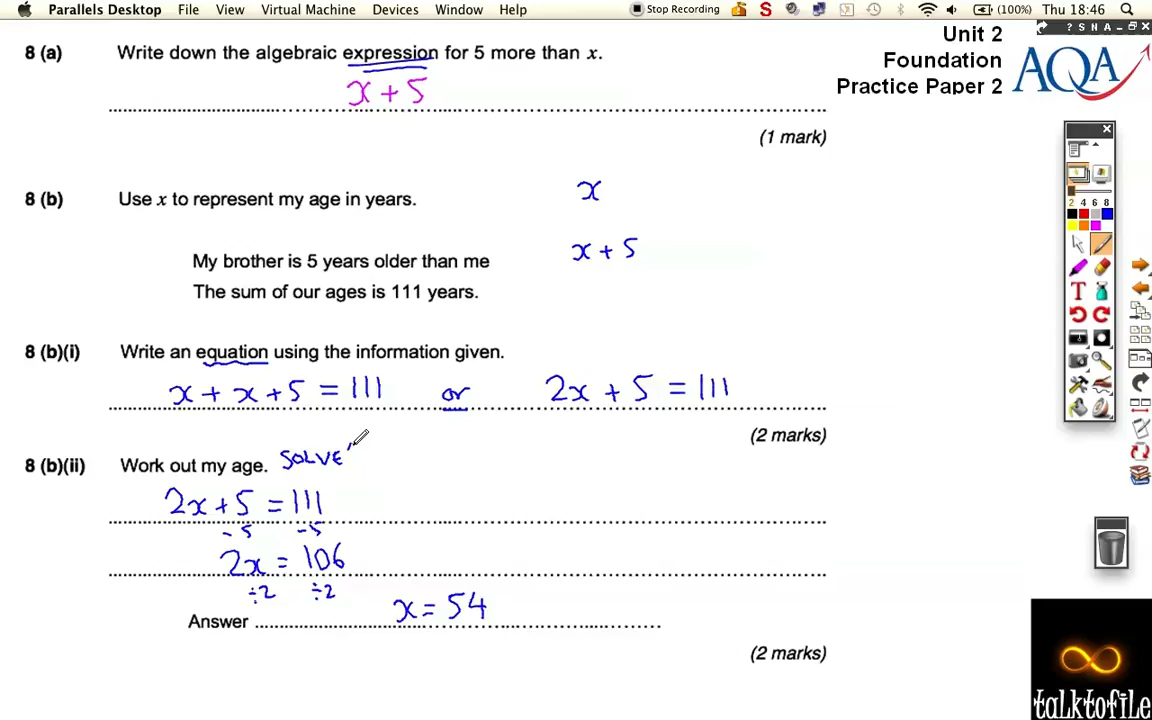 Parallels Desktop File Edit View Virtual Machine Devices Window Help Stop Recording S (100%) Thu 18:46
? S N A
Unit 2
Foundation
Practice Paper 2
AQA
8 (a) Write down the algebraic expression for 5 more than x.
x + 5
(1 mark)
8 (b) Use x to represent my age in years. x
x + 5
My brother is 5 years older than me
The sum of our ages is 111 years.
8 (b)(i) Write an equation using the information given.
x + x + 5 = 111 or 2x + 5 = 111
(2 marks)
8 (b)(ii) Work out my age. SOLVE
2x + 5 = 111
- 5 - 5
2x = 106
÷2 ÷2
Answer x = 54
(2 marks)
2 4 6 8
T
talktofile